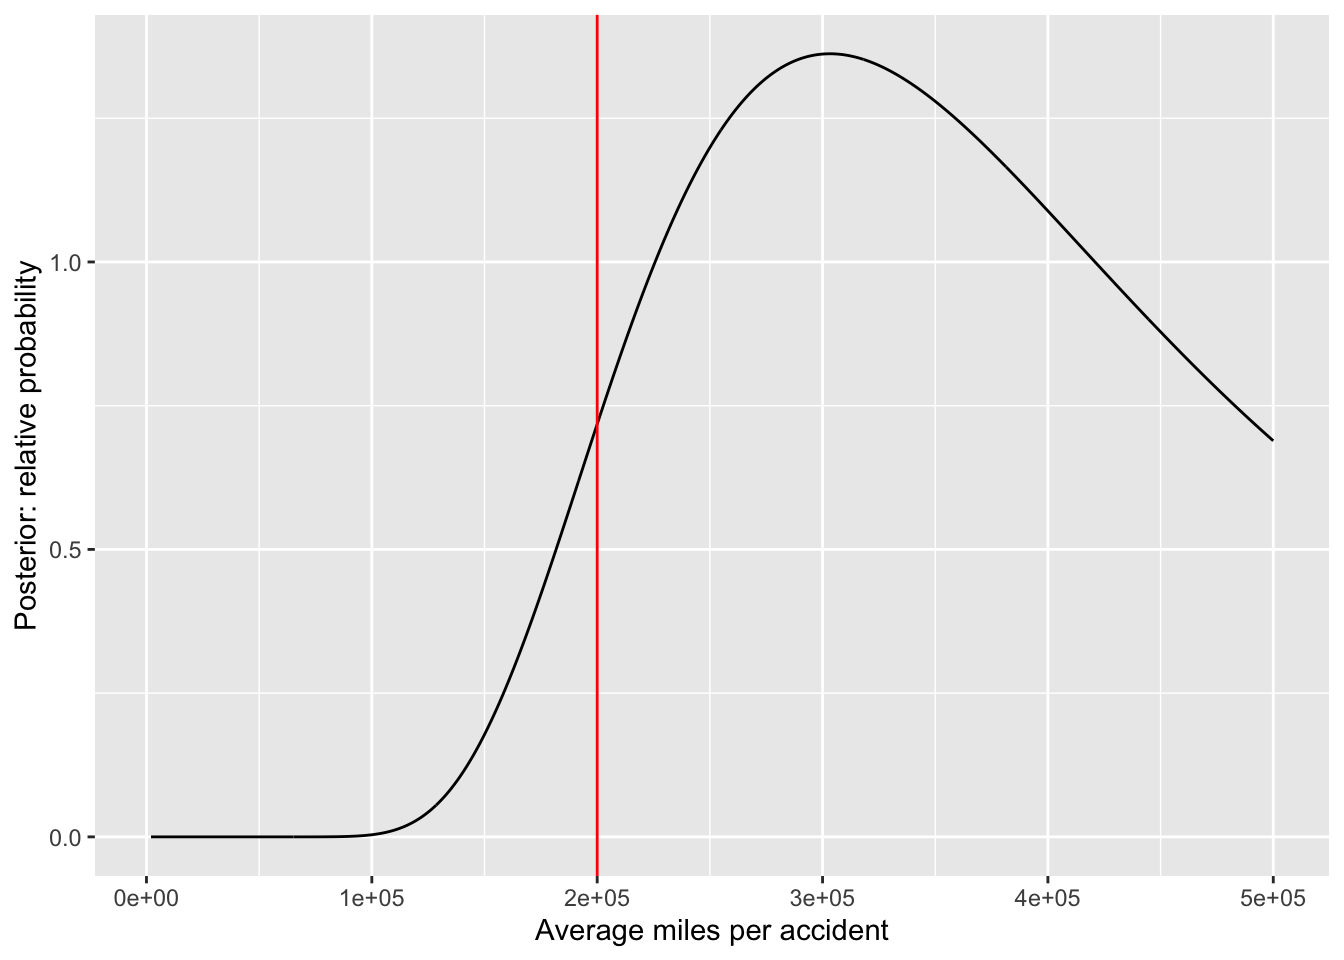 Posterior: relative probability
1.0
0.5
0.0
0e+00 1e+05 2e+05 3e+05 4e+05 5e+05
Average miles per accident